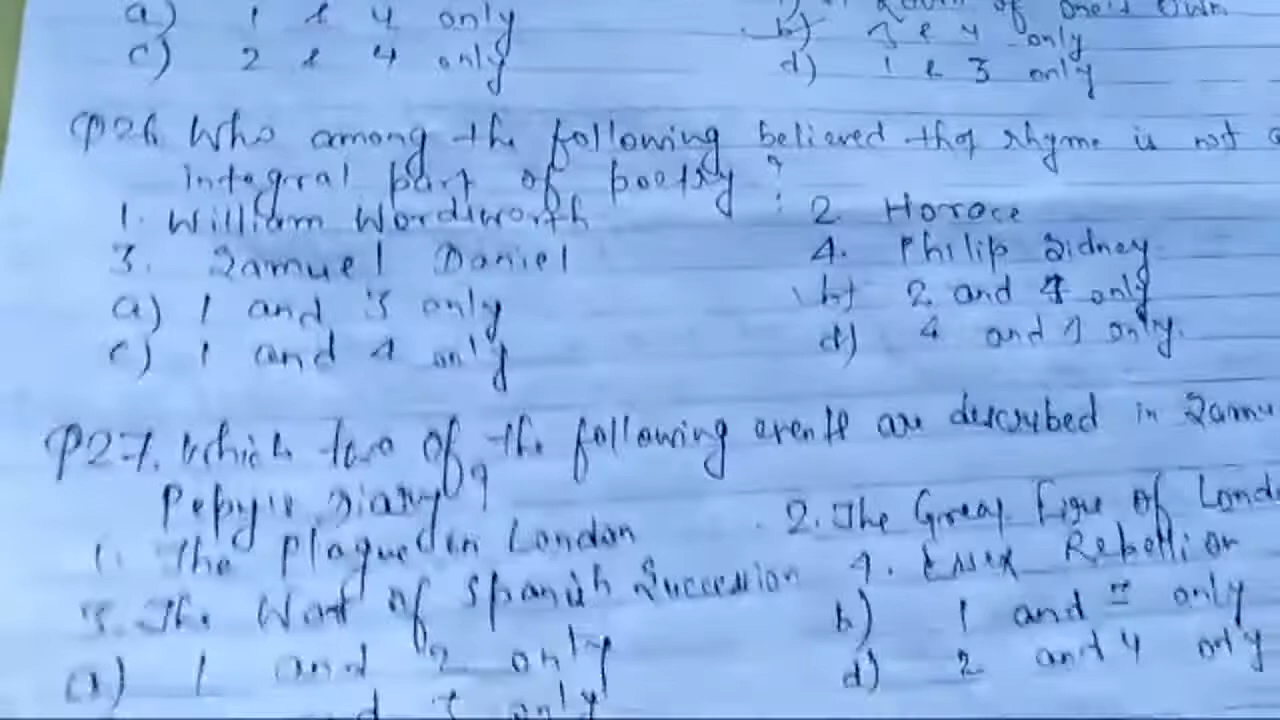 a) 1 & 4 only b) 3 & 4 only
c) 2 & 4 only d) 1 & 3 only
Q26. Who among the following believed that rhyme is not a
integral part of poetry?
1. William Wordsworth 2. Horace
3. Samuel Daniel 4. Philip Sidney
a) 1 and 3 only b) 2 and 4 only
c) 1 and 4 only d) 4 and 3 only.
Q27. Which two of the following events are described in Samu
Pepy's Diary?
1. The Plague in London 2. The Great Fire of Lond
3. The War of Spanish Succession 4. Essex Rebellion
(a) 1 and 2 only b) 1 and only
only d) 2 and 4 only